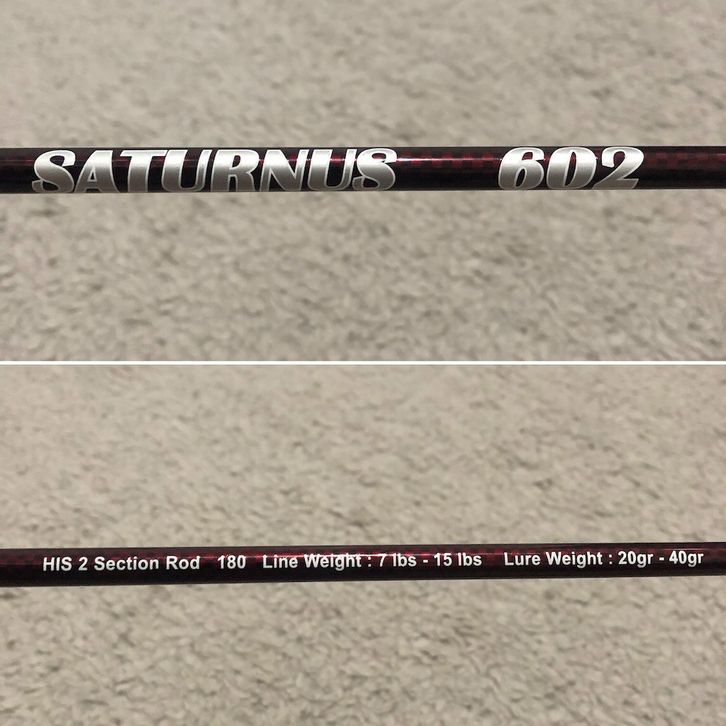 SATURNUS 602
HIS 2 Section Rod 180 Line Weight : 7 lbs - 15 lbs Lure Weight : 20gr - 40gr